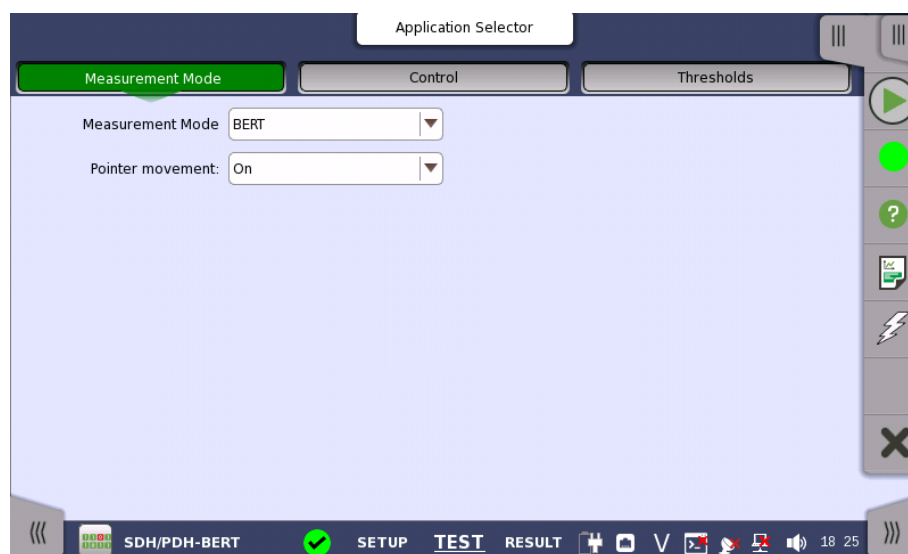 Application Selector
Measurement Mode Control Thresholds
Measurement Mode BERT
Pointer movement: On
SDH/PDH-BERT SETUP TEST RESULT V 18 25